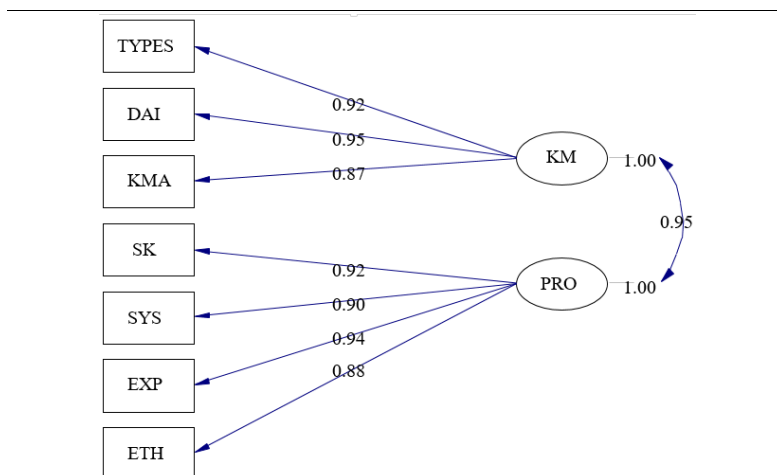 TYPES
0.92
DAI
0.95
KM
1.00
KMA
0.87
0.95
SK
0.92
PRO
1.00
SYS
0.90
0.94
EXP
0.88
ETH